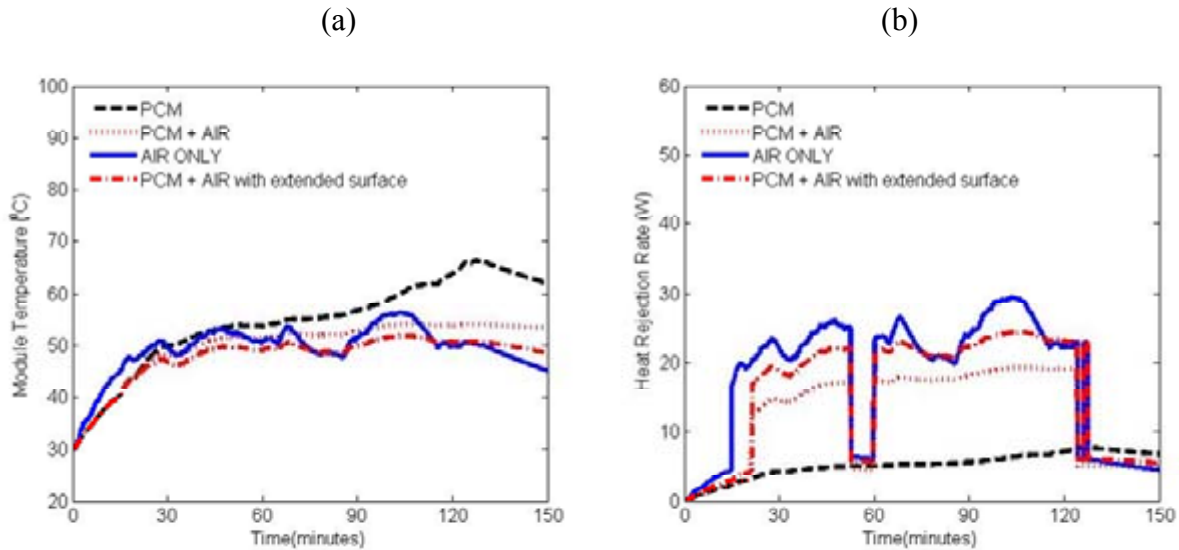 (a)
100
90
80
70
60
50
40
30
20
0
30
60
90
120
150
Module Temperature (⁰C)
Time(minutes)
PCM
PCM + AIR
AIR ONLY
PCM + AIR with extended surface
(b)
60
50
40
30
20
10
0
0
30
60
90
120
150
Heat Rejection Rate (W)
Time(minutes)
PCM
PCM + AIR
AIR ONLY
PCM + AIR with extended surface